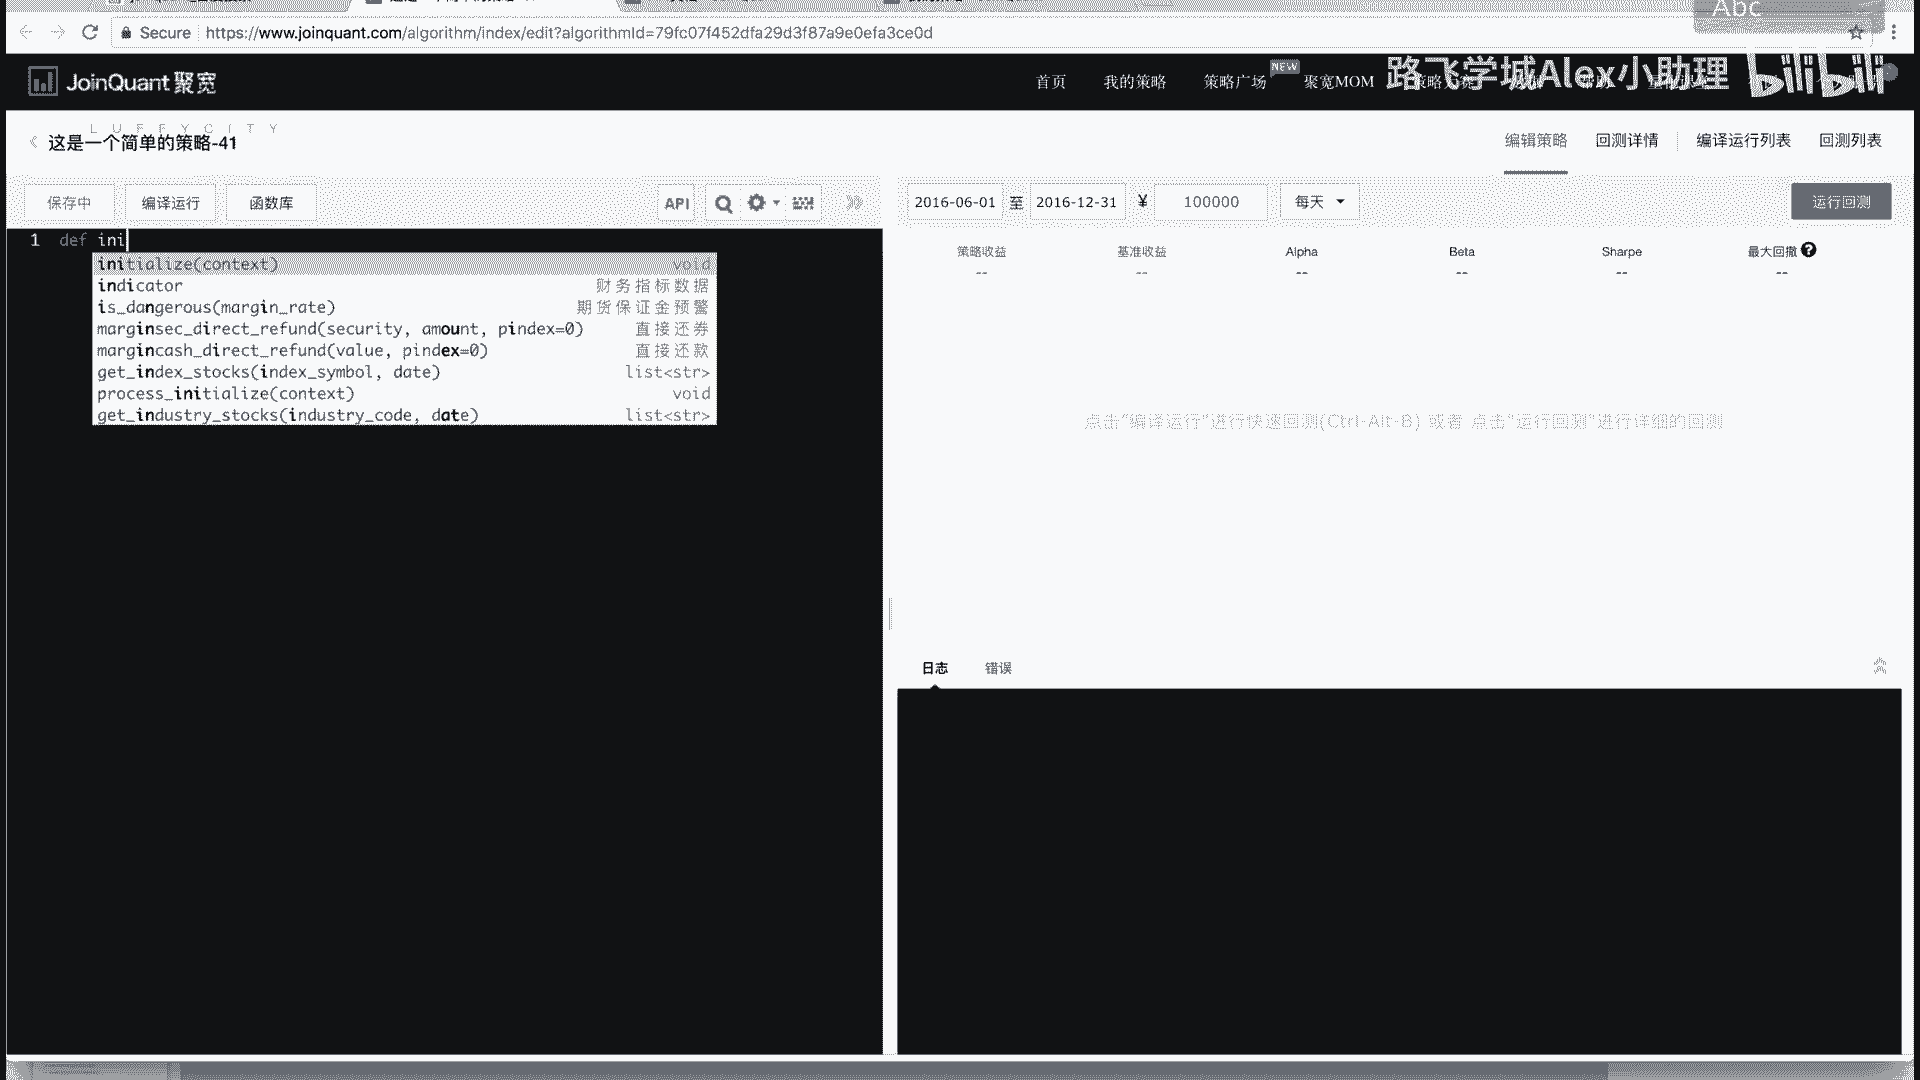 Abc
Secure https://www.joinquant.com/algorithm/index/edit?algorithmId=79fc07f452dfa29d3f87a9e0efa3ce0d
JoinQuant 聚宽
首页 我的策略 策略广场 NEW 聚宽MOM
路飞学城Alex小助理 bilibili
LUFFYCITY
这是一个简单的策略-41
编辑策略 回测详情 编译运行列表 回测列表
保存中 编译运行 函数库 API
2016-06-01 至 2016-12-31 ¥ 100000 每天 运行回测
1 def ini
initialize(context) void
indicator 财务指标数据
is_dangerous(margin_rate) 期货保证金预警
marginsec_direct_refund(security, amount, pindex=0) 直接还券
margincash_direct_refund(value, pindex=0) 直接还款
get_index_stocks(index_symbol, date) list<str>
process_initialize(context) void
get_industry_stocks(industry_code, date) list<str>
策略收益 基准收益 Alpha Beta Sharpe 最大回撤
-- -- -- -- -- --
点击"编译运行"进行快速回测(Ctrl-Alt-B) 或者 点击"运行回测"进行详细的回测
日志 错误